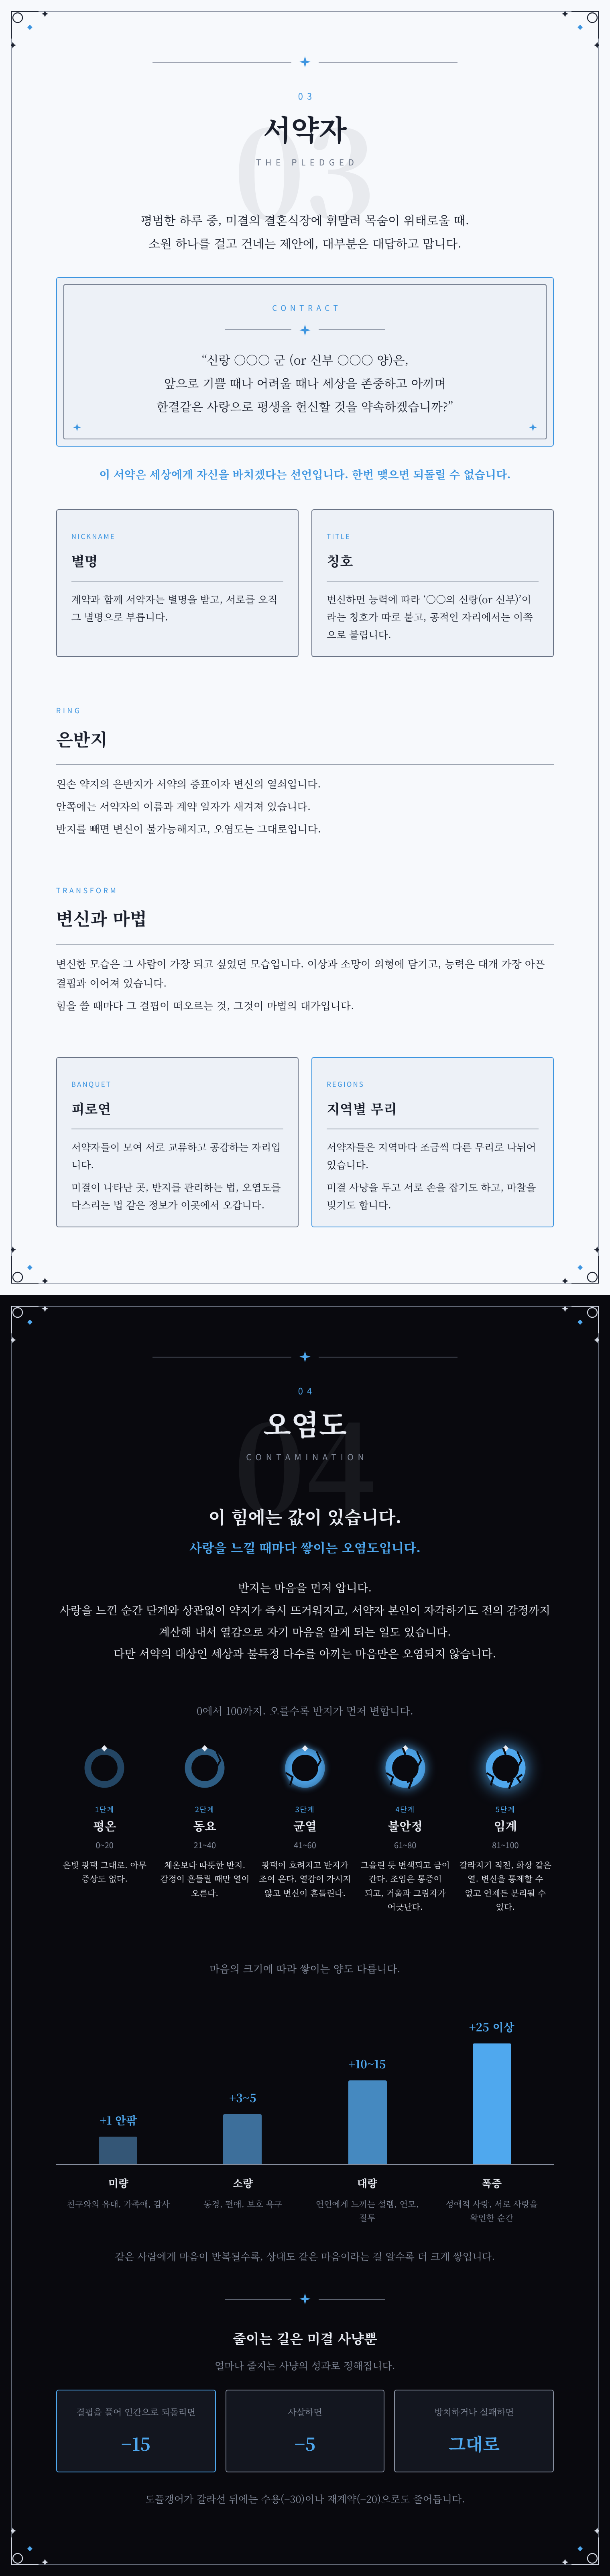 03
서약자
THE PLEDGED
03
평범한 하루 중, 미결의 결혼식장에 휘말려 목숨이 위태로울 때.
소원 하나를 걸고 건네는 제안에, 대부분은 대답하고 맙니다.
CONTRACT
“신랑 〇〇〇 군 (or 신부 〇〇〇 양)은,
앞으로 기쁠 때나 어려울 때나 세상을 존중하고 아끼며
한결같은 사랑으로 평생을 헌신할 것을 약속하겠습니까?”
이 서약은 세상에게 자신을 바치겠다는 선언입니다. 한번 맺으면 되돌릴 수 없습니다.
NICKNAME
별명
계약과 함께 서약자는 별명을 받고, 서로를 오직
그 별명으로 부릅니다.
TITLE
칭호
변신하면 능력에 따라 ‘〇〇의 신랑(or 신부)’이
라는 칭호가 따로 붙고, 공적인 자리에서는 이쪽
으로 불립니다.
RING
은반지
왼손 약지의 은반지가 서약의 증표이자 변신의 열쇠입니다.
안쪽에는 서약자의 이름과 계약 일자가 새겨져 있습니다.
반지를 빼면 변신이 불가능해지고, 오염도는 그대로입니다.
TRANSFORM
변신과 마법
변신한 모습은 그 사람이 가장 되고 싶었던 모습입니다. 이상과 소망이 외형에 담기고, 능력은 대개 가장 아픈
결핍과 이어져 있습니다.
힘을 쓸 때마다 그 결핍이 떠오르는 것, 그것이 마법의 대가입니다.
BANQUET
피로연
서약자들이 모여 서로 교류하고 공감하는 자리입
니다.
미결이 나타난 곳, 반지를 관리하는 법, 오염도를
다스리는 법 같은 정보가 이곳에서 오갑니다.
REGIONS
지역별 무리
서약자들은 지역마다 조금씩 다른 무리로 나뉘어
있습니다.
미결 사냥을 두고 서로 손을 잡기도 하고, 마찰을
빚기도 합니다.
04
오염도
CONTAMINATION
04
이 힘에는 값이 있습니다.
사랑을 느낄 때마다 쌓이는 오염도입니다.
반지는 마음을 먼저 압니다.
사랑을 느낀 순간 단계와 상관없이 약지가 즉시 뜨거워지고, 서약자 본인이 자각하기도 전의 감정까지
계산해 내서 열감으로 자기 마음을 알게 되는 일도 있습니다.
다만 서약의 대상인 세상과 불특정 다수를 아끼는 마음만은 오염되지 않습니다.
0에서 100까지. 오를수록 반지가 먼저 변합니다.
1단계
평온
0~20
은빛 광택 그대로. 아무
증상도 없다.
2단계
동요
21~40
체온보다 따뜻한 반지.
감정이 흔들릴 때만 열이
오른다.
3단계
균열
41~60
광택이 흐려지고 반지가
조여 온다. 열감이 가시지
않고 변신이 흔들린다.
4단계
불안정
61~80
그을린 듯 변색되고 금이
간다. 조임은 통증이
되고, 거울과 그림자가
어긋난다.
5단계
임계
81~100
갈라지기 직전, 화상 같은
열. 변신을 통제할 수
없고 언제든 분리될 수
있다.
마음의 크기에 따라 쌓이는 양도 다릅니다.
+1 안팎
미량
친구와의 유대, 가족애, 감사
+3~5
소량
동정, 편애, 보호 욕구
+10~15
대량
연인에게 느끼는 설렘, 연모,
질투
+25 이상
폭증
성애적 사랑, 서로 사랑을
확인한 순간
같은 사람에게 마음이 반복될수록, 상대도 같은 마음이라는 걸 알수록 더 크게 쌓입니다.
줄이는 길은 미결 사냥뿐
얼마나 줄지는 사냥의 성과로 정해집니다.
결핍을 풀어 인간으로 되돌리면
−15
사살하면
−5
방치하거나 실패하면
그대로
도플갱어가 갈라선 뒤에는 수용(−30)이나 재계약(−20)으로도 줄어듭니다.